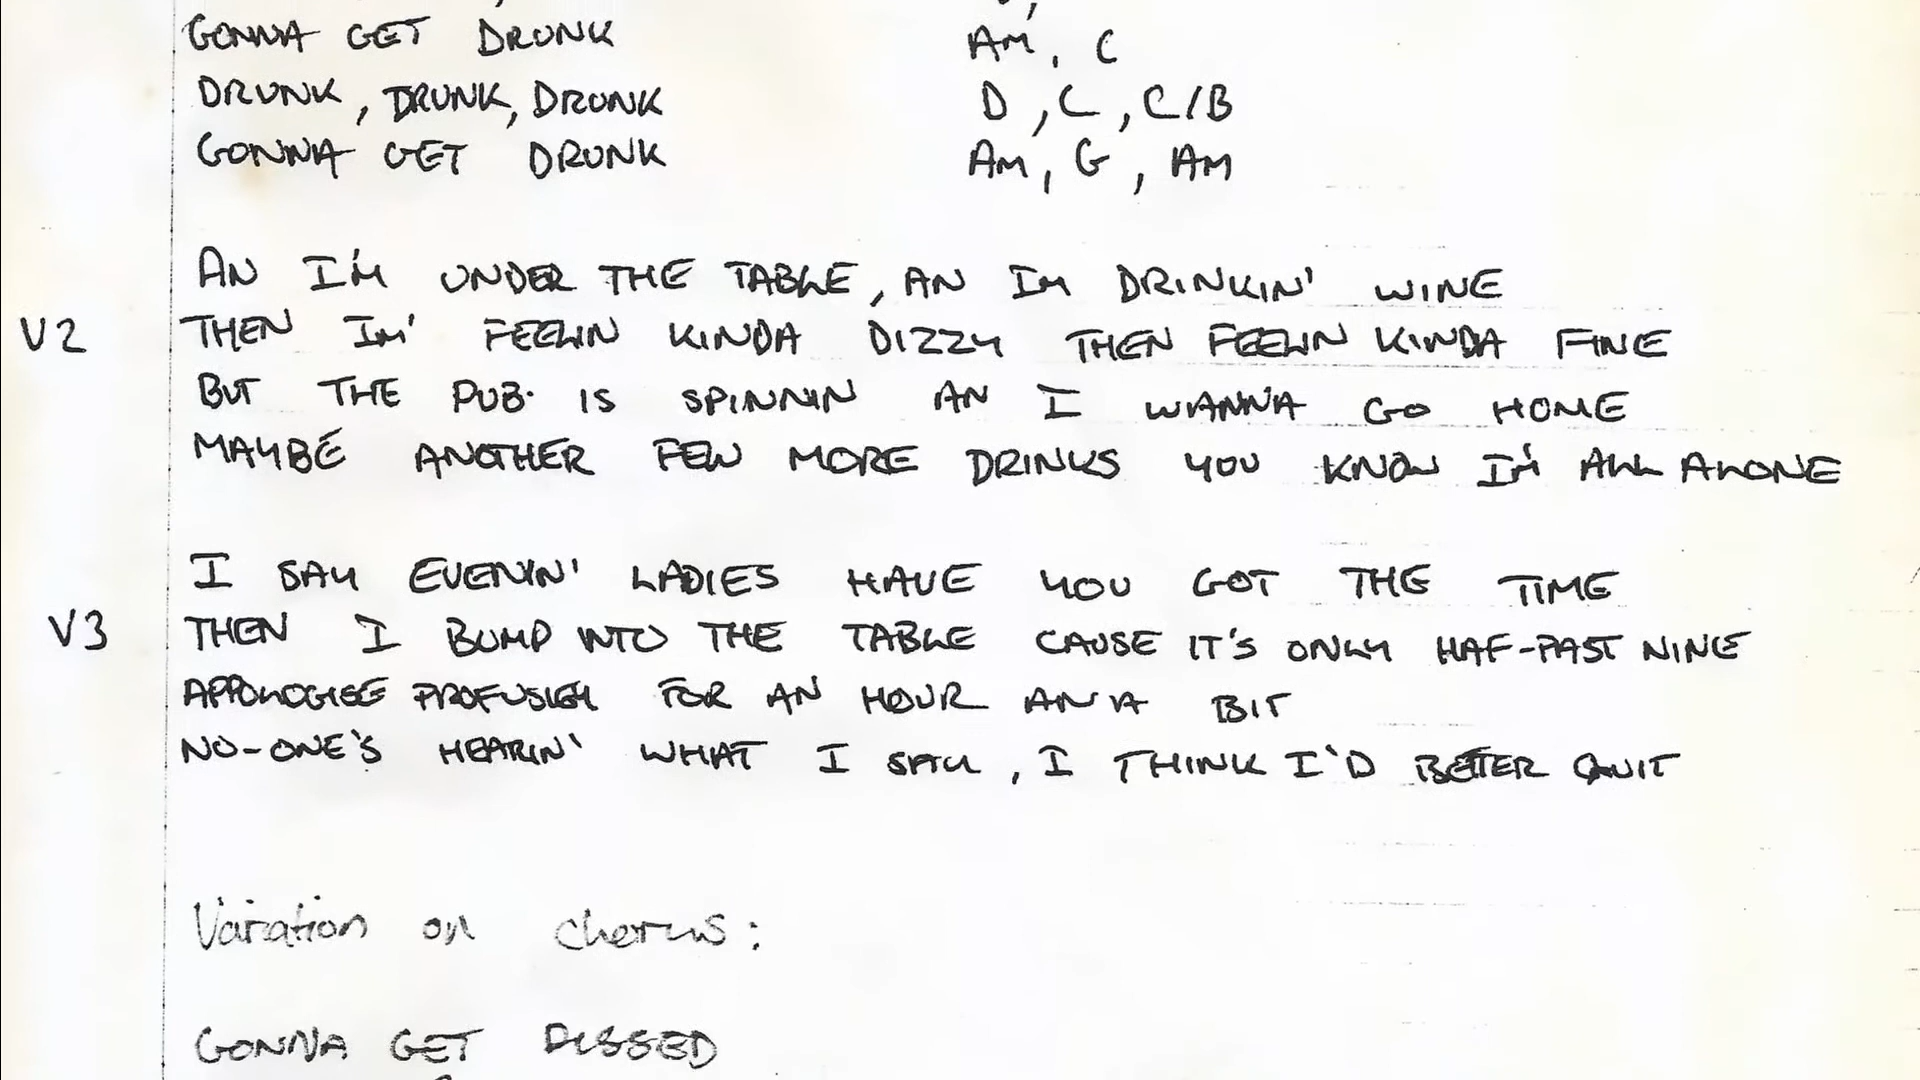 GONNA GET DRUNK AM, C
DRUNK, DRUNK, DRUNK D, C, C/B
GONNA GET DRUNK AM, G, AM
AN I'M UNDER THE TABLE, AN IM DRINKIN' WINE
V2 THEN IM' FEELIN KINDA DIZZY THEN FEELIN KINDA FINE
BUT THE PUB. IS SPINNIN AN I WANNA GO HOME
MAYBE ANOTHER FEW MORE DRINKS YOU KNOW I'M ALL ALONE
I SAY EVENIN' LADIES HAVE YOU GOT THE TIME
V3 THEN I BUMP INTO THE TABLE CAUSE IT'S ONLY HAF-PAST NINE
APPOLOGISE PROFUSLEY FOR AN HOUR AN A BIT
NO-ONE'S HEARIN' WHAT I SAY, I THINK I'D BETTER QUIT
Variation on chorus:
GONNA GET PISSED